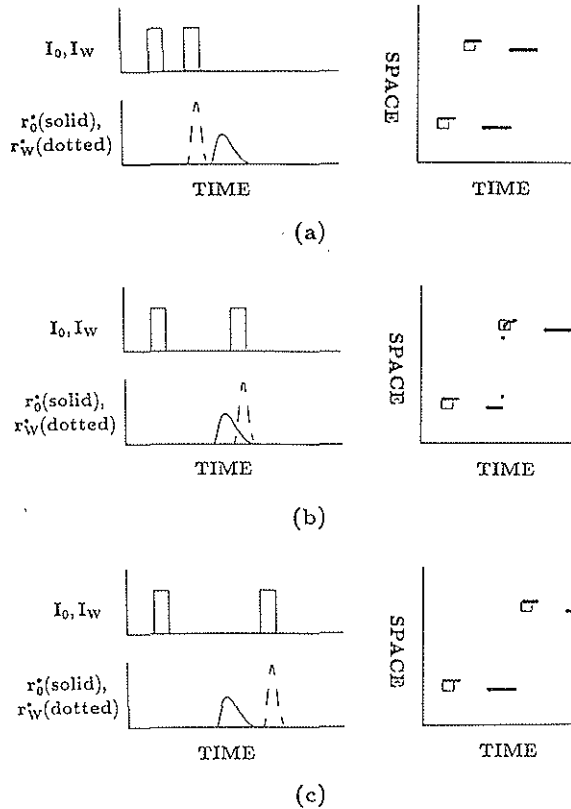 I₀, I_W
r₀*(solid),
r_W*(dotted)
TIME
SPACE
(a)
I₀, I_W
r₀*(solid),
r_W*(dotted)
TIME
SPACE
TIME
(b)
I₀, I_W
r₀*(solid),
r_W*(dotted)
TIME
SPACE
TIME
(c)